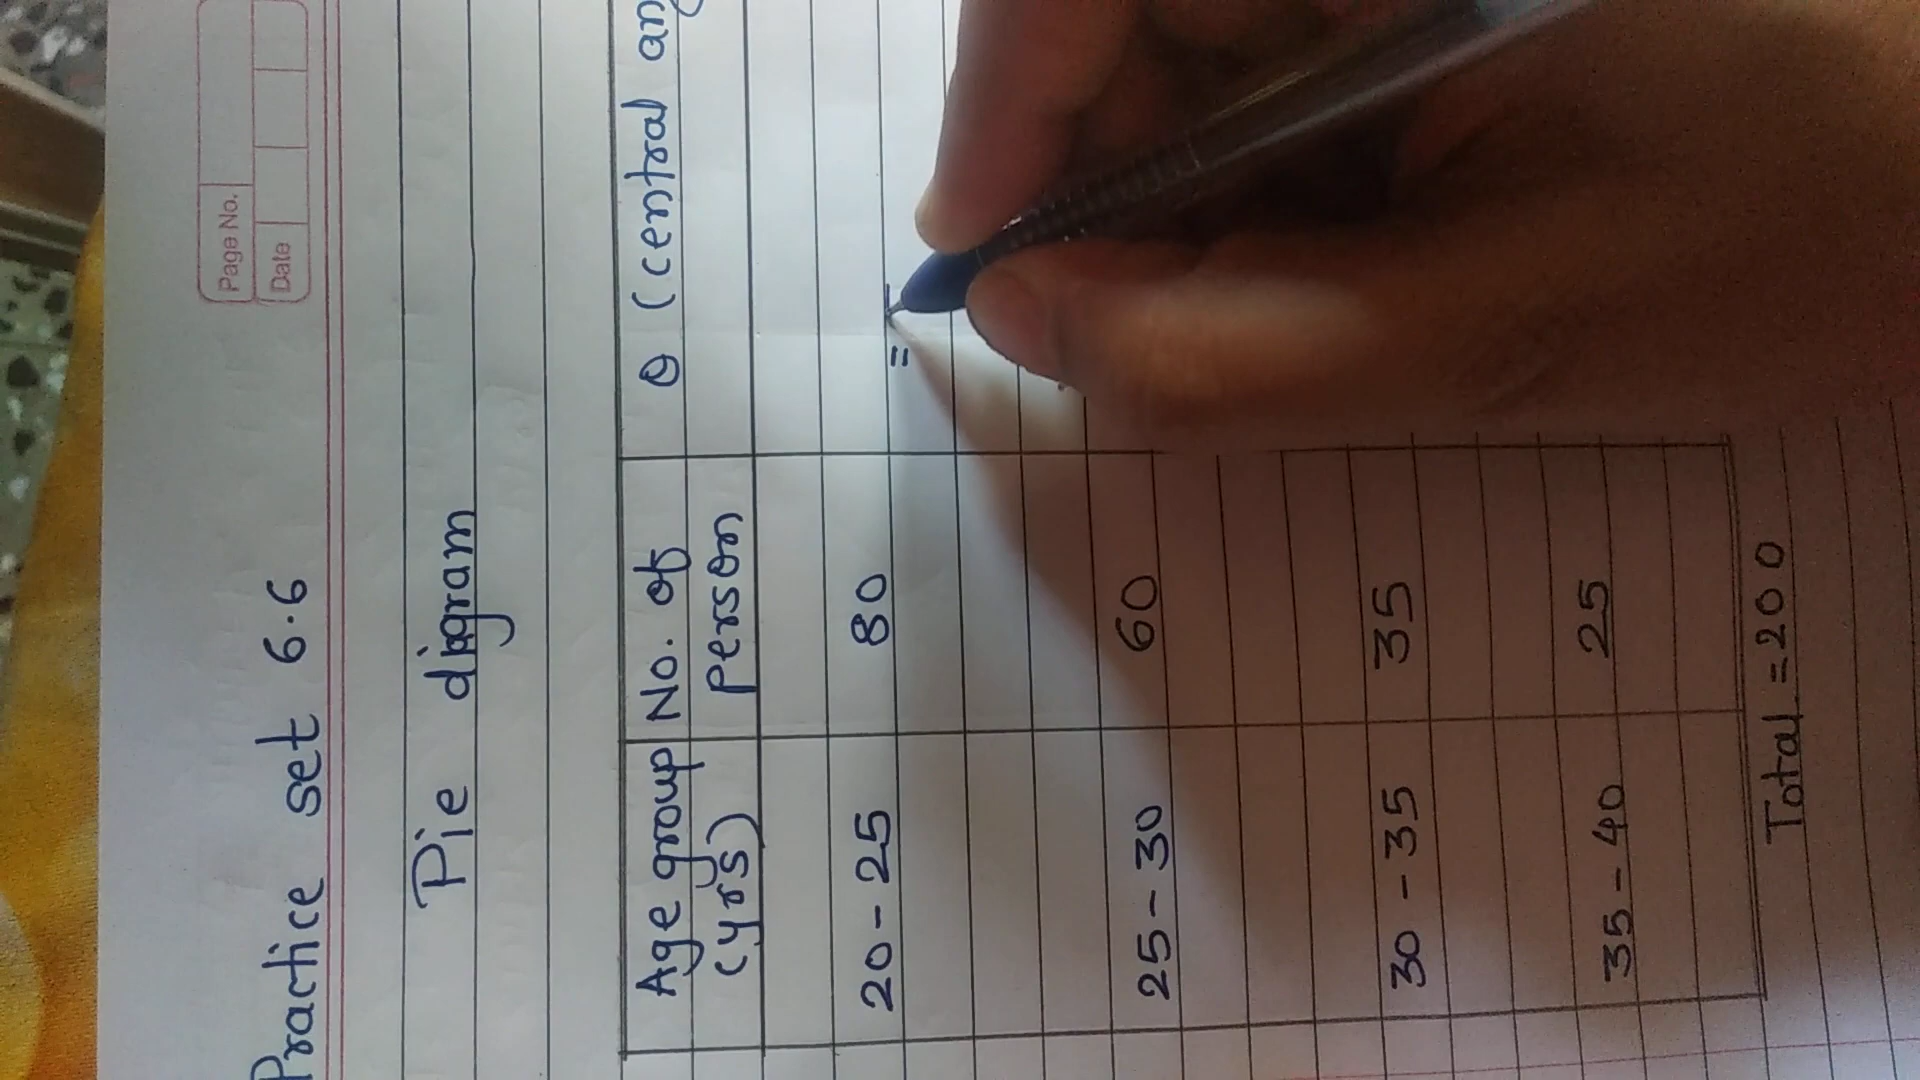 Page No.
Date
Practice set 6.6
Pie digram
Age group (yrs) No. of person θ (central
20-25 80 =
25-30 60
30-35 35
35-40 25
Total = 200